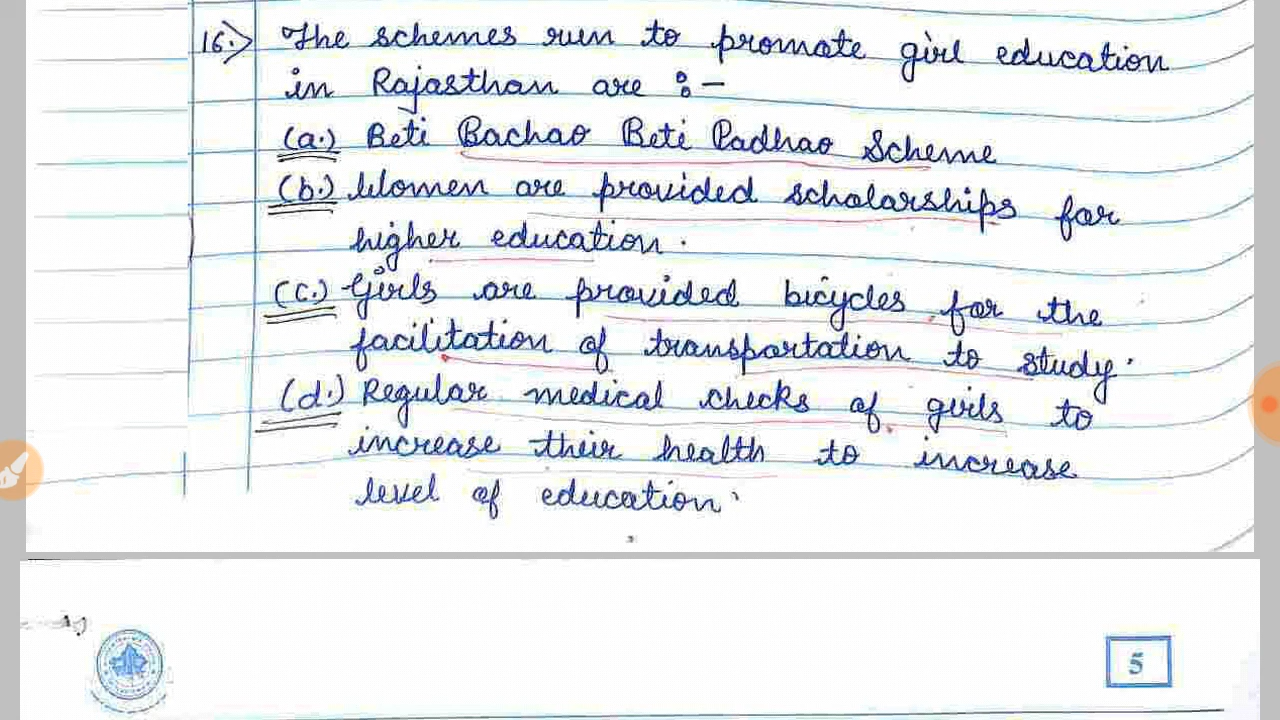 16.> The schemes run to promate girl education
in Rajasthan are :-
(a.) Beti Bachao Beti Padhao Scheme
(b.) Women are provided scholarships for
higher education.
(c.) Girls are provided bicycles for the
facilitation of transportation to study.
(d.) Regular medical checks of girls to
increase their health to increase
level of education.
5